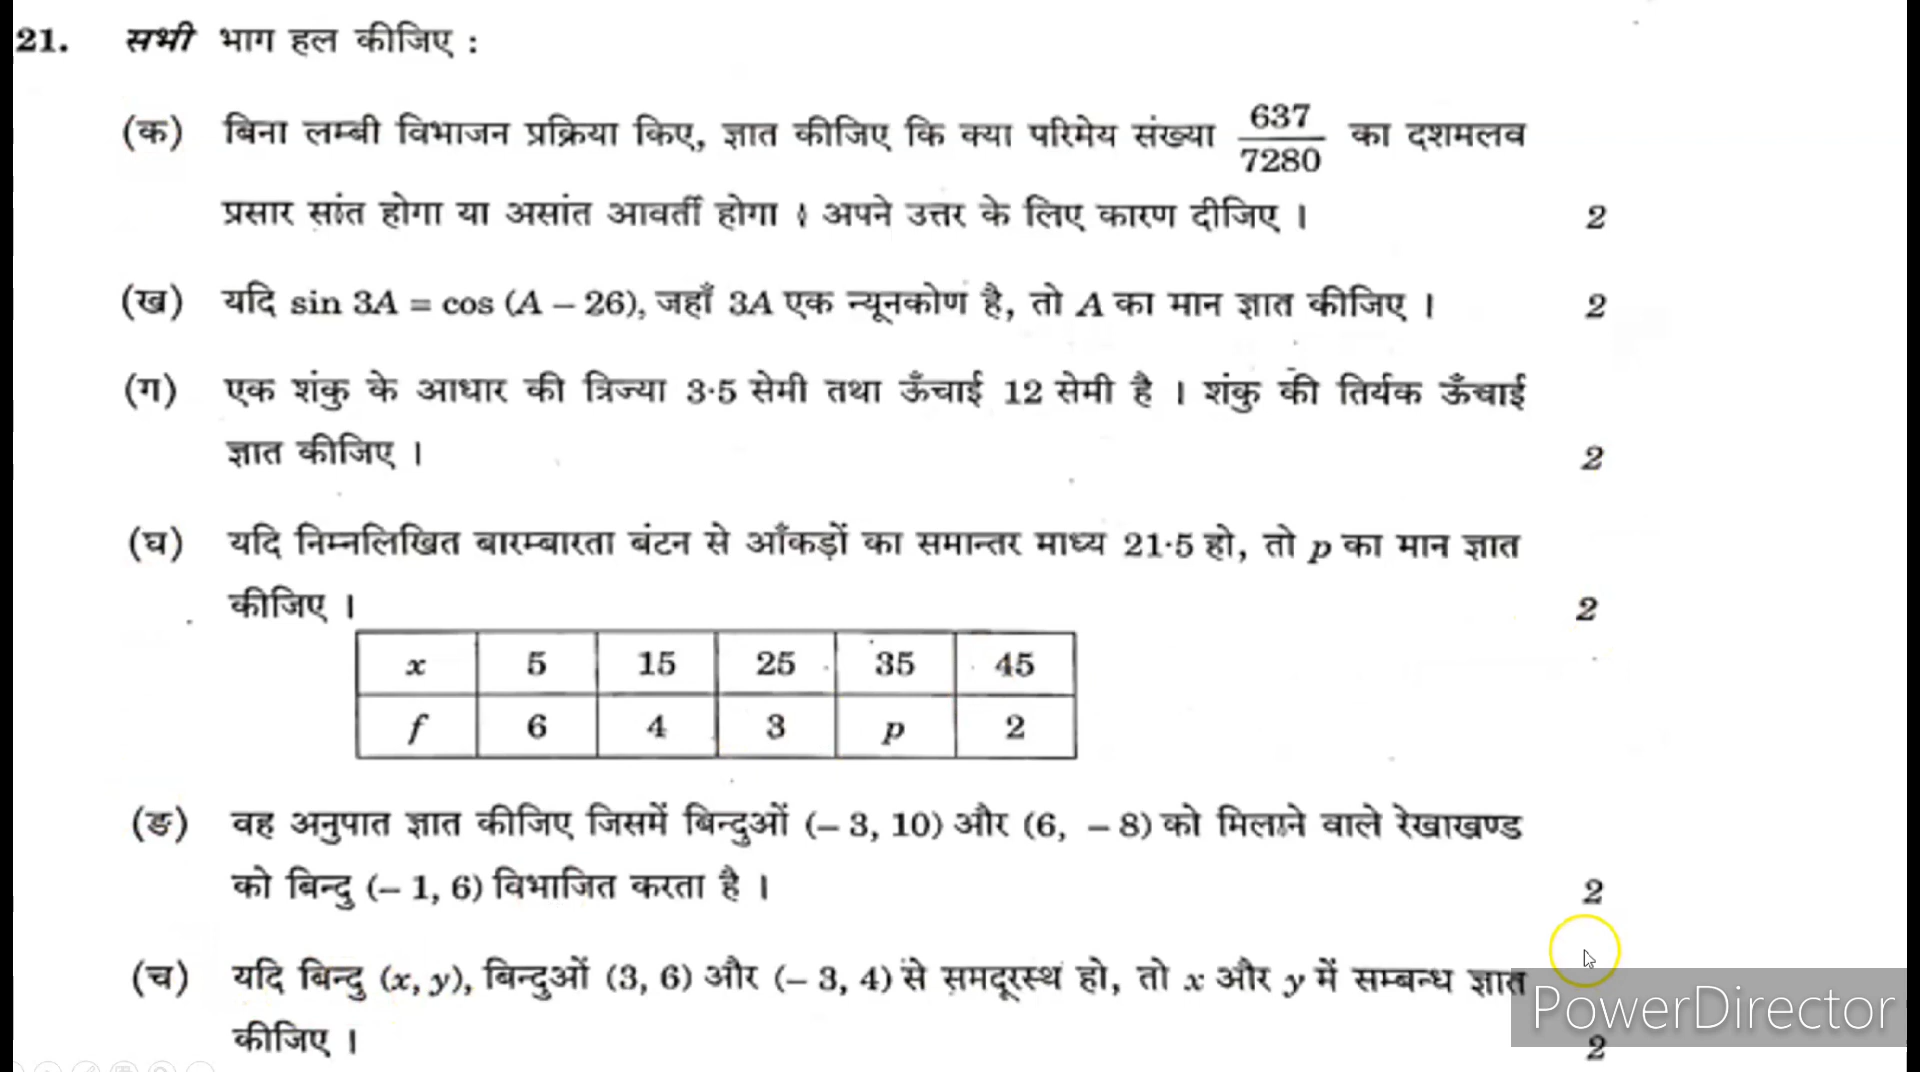 21. सभी भाग हल कीजिए :
(क) बिना लम्बी विभाजन प्रक्रिया किए, ज्ञात कीजिए कि क्या परिमेय संख्या 637/7280 का दशमलव
प्रसार सांत होगा या असांत आवर्ती होगा । अपने उत्तर के लिए कारण दीजिए । 2
(ख) यदि sin 3A = cos (A – 26), जहाँ 3A एक न्यूनकोण है, तो A का मान ज्ञात कीजिए । 2
(ग) एक शंकु के आधार की त्रिज्या 3·5 सेमी तथा ऊँचाई 12 सेमी है । शंकु की तिर्यक ऊँचाई
ज्ञात कीजिए । 2
(घ) यदि निम्नलिखित बारम्बारता बंटन से आँकड़ों का समान्तर माध्य 21·5 हो, तो p का मान ज्ञात
कीजिए । 2
x 5 15 25 35 45
f 6 4 3 p 2
(ङ) वह अनुपात ज्ञात कीजिए जिसमें बिन्दुओं (– 3, 10) और (6, – 8) को मिलाने वाले रेखाखण्ड
को बिन्दु (– 1, 6) विभाजित करता है । 2
(च) यदि बिन्दु (x, y), बिन्दुओं (3, 6) और (– 3, 4) से समदूरस्थ हो, तो x और y में सम्बन्ध ज्ञात
PowerDirector
कीजिए । 2